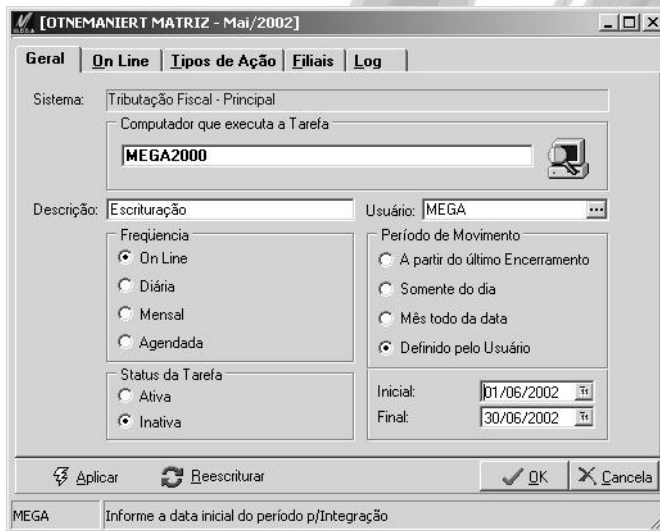 [OTNEMANIERT MATRIZ - Mai/2002]
Geral On Line Tipos de Ação Filiais Log
Sistema: Tributação Fiscal - Principal
Computador que executa a Tarefa
MEGA2000
Descrição: Escrituração Usuário: MEGA ...
Freqüencia
On Line
Diária
Mensal
Agendada
Período de Movimento
A partir do último Encerramento
Somente do dia
Mês todo da data
Definido pelo Usuário
Status da Tarefa
Ativa
Inativa
Inicial: 01/06/2002
Final: 30/06/2002
Aplicar Reescriturar OK Cancela
MEGA Informe a data inicial do período p/Integração